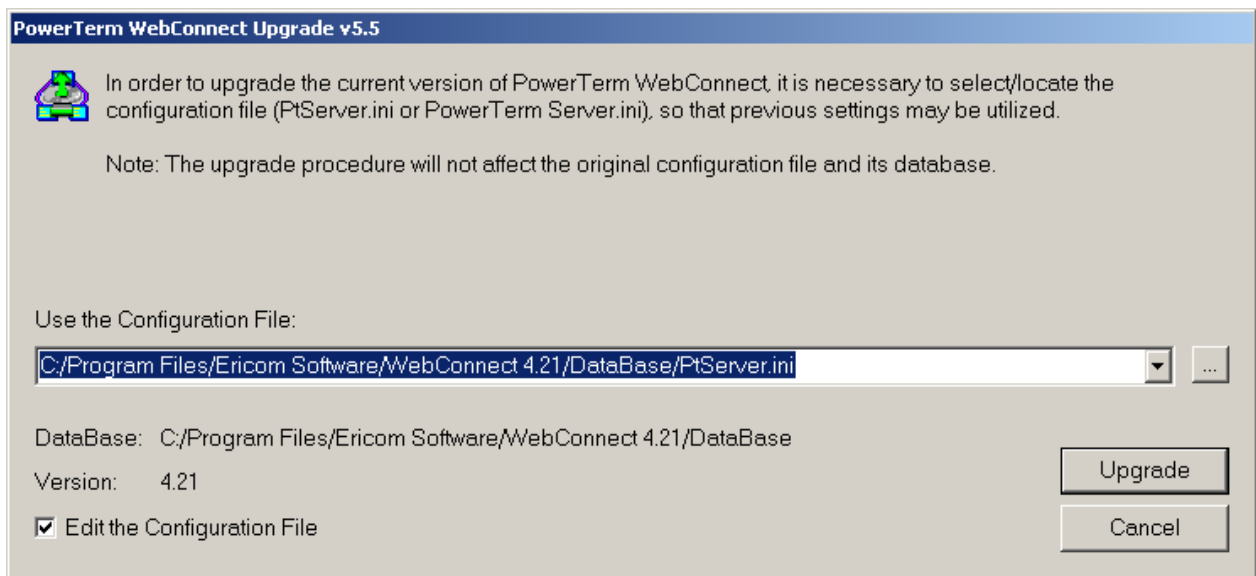 PowerTerm WebConnect Upgrade v5.5
In order to upgrade the current version of PowerTerm WebConnect, it is necessary to select/locate the
configuration file (PtServer.ini or PowerTerm Server.ini), so that previous settings may be utilized.
Note: The upgrade procedure will not affect the original configuration file and its database.
Use the Configuration File:
C:/Program Files/Ericom Software/WebConnect 4.21/DataBase/PtServer.ini
...
DataBase: C:/Program Files/Ericom Software/WebConnect 4.21/DataBase
Upgrade
Version: 4.21
Edit the Configuration File
Cancel